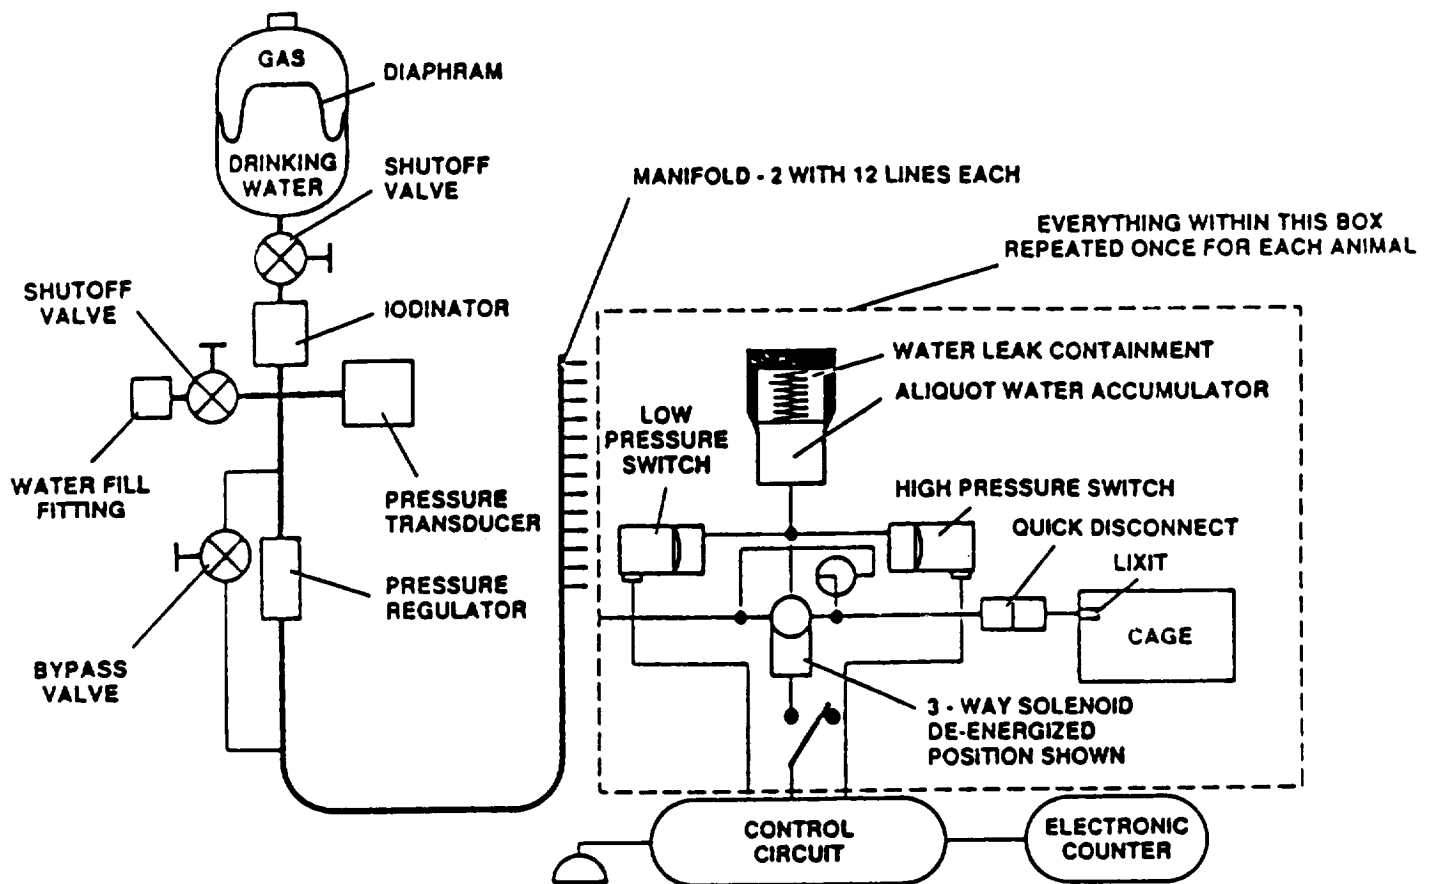 GAS
DIAPHRAM
DRINKING
WATER
SHUTOFF
VALVE
MANIFOLD - 2 WITH 12 LINES EACH
EVERYTHING WITHIN THIS BOX
REPEATED ONCE FOR EACH ANIMAL
SHUTOFF
VALVE
IODINATOR
WATER LEAK CONTAINMENT
ALIQUOT WATER ACCUMULATOR
LOW
PRESSURE
SWITCH
WATER FILL
FITTING
PRESSURE
TRANSDUCER
HIGH PRESSURE SWITCH
QUICK DISCONNECT
LIXIT
PRESSURE
REGULATOR
CAGE
BYPASS
VALVE
3 - WAY SOLENOID
DE-ENERGIZED
POSITION SHOWN
CONTROL
CIRCUIT
ELECTRONIC
COUNTER